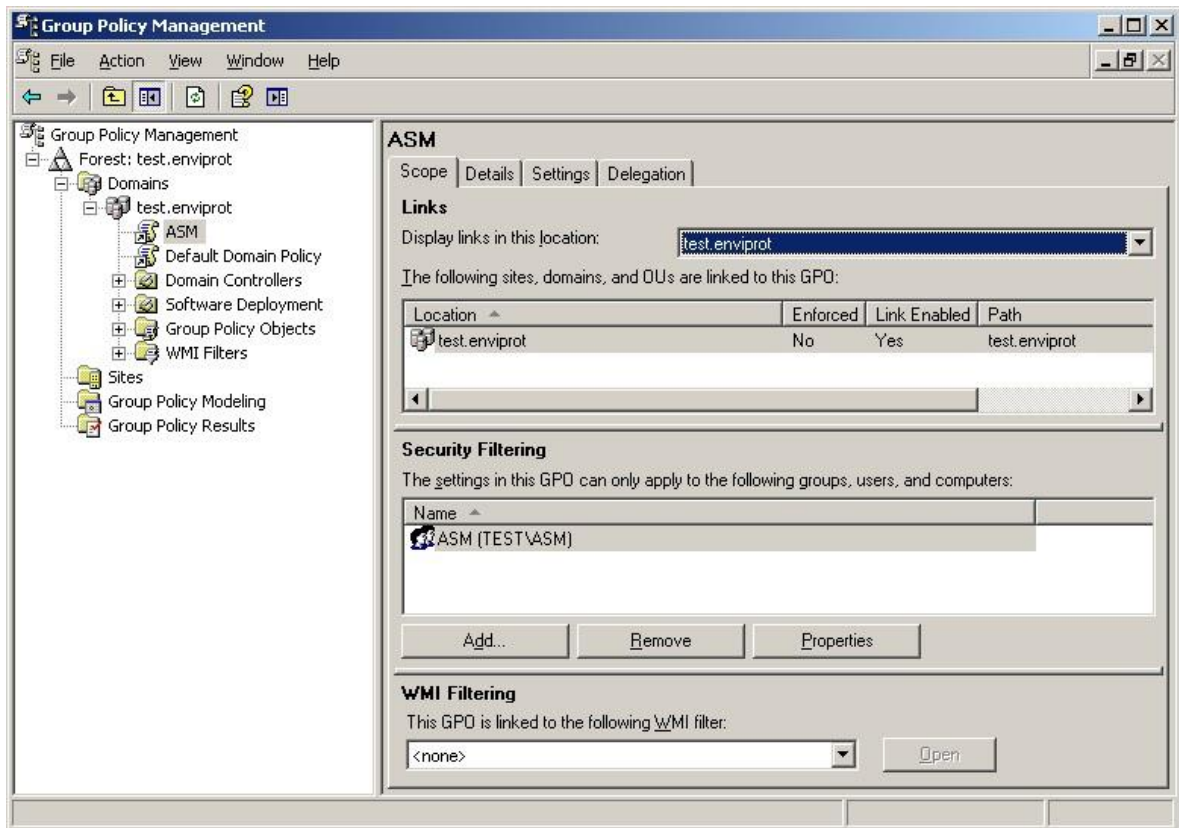 Group Policy Management
File Action View Window Help
Group Policy Management
Forest: test.enviprot
Domains
test.enviprot
ASM
Default Domain Policy
Domain Controllers
Software Deployment
Group Policy Objects
WMI Filters
Sites
Group Policy Modeling
Group Policy Results
ASM
Scope Details Settings Delegation
Links
Display links in this location: test.enviprot
The following sites, domains, and OUs are linked to this GPO:
Location Enforced Link Enabled Path
test.enviprot No Yes test.enviprot
Security Filtering
The settings in this GPO can only apply to the following groups, users, and computers:
Name
ASM (TEST\ASM)
Add... Remove Properties
WMI Filtering
This GPO is linked to the following WMI filter:
<none> Open